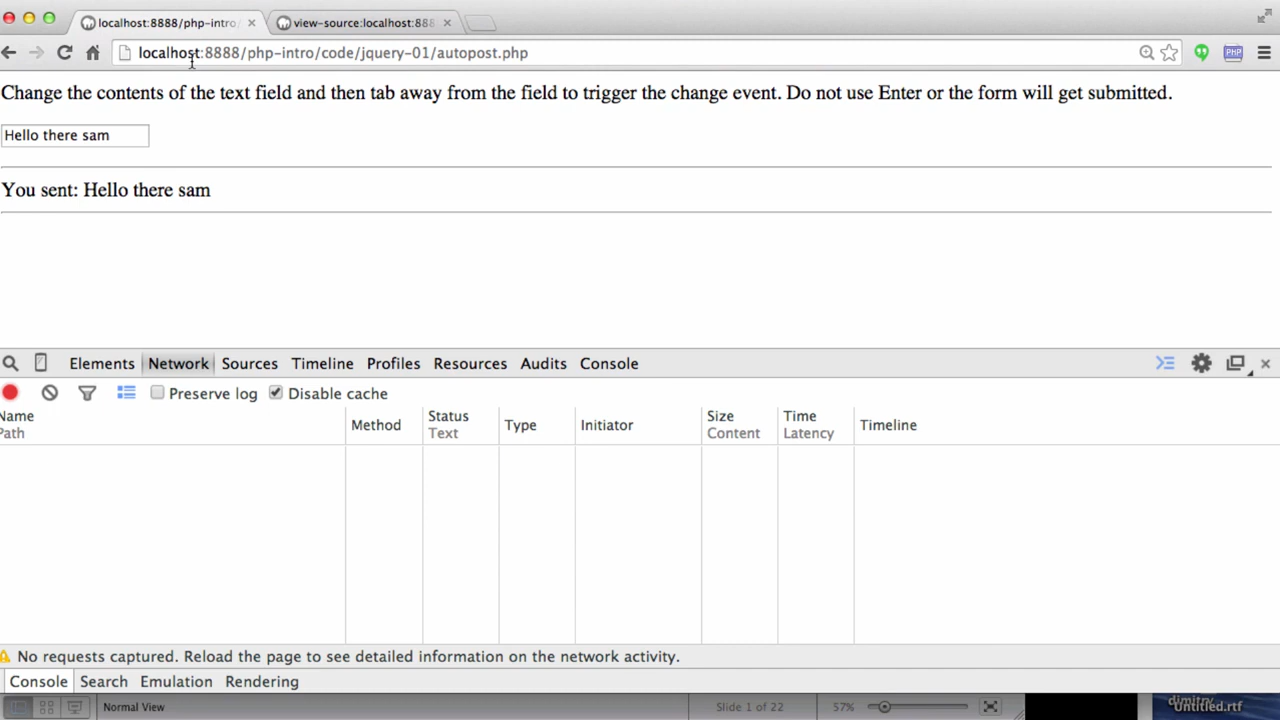 localhost:8888/php-intro/
view-source:localhost:888
localhost:8888/php-intro/code/jquery-01/autopost.php
PHP
Change the contents of the text field and then tab away from the field to trigger the change event. Do not use Enter or the form will get submitted.
Hello there sam
You sent: Hello there sam
Elements Network Sources Timeline Profiles Resources Audits Console
Preserve log Disable cache
Name Method Status Type Initiator Size Time Timeline
Path Text Content Latency
No requests captured. Reload the page to see detailed information on the network activity.
Console Search Emulation Rendering
Normal View Slide 1 of 22 57% Untitled.rtf
dimitry